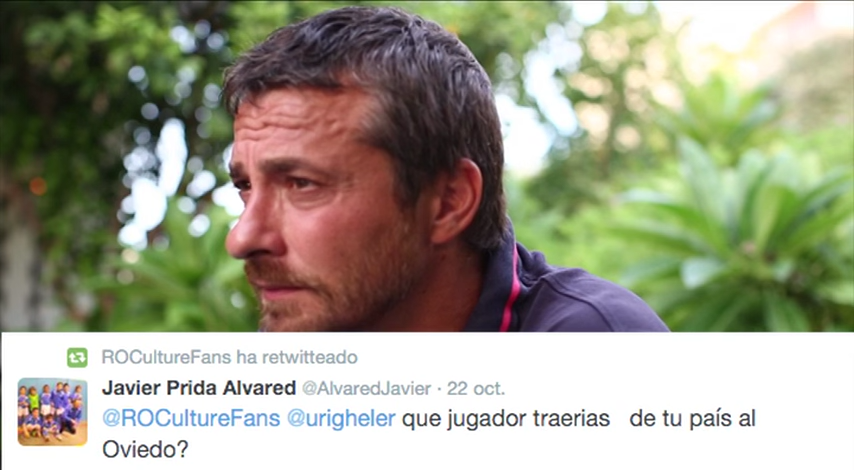 ROCultureFans ha retwitteado
Javier Prida Alvared @AlvaredJavier · 22 oct.
@ROCultureFans @urigheler que jugador traerias de tu país al
Oviedo?